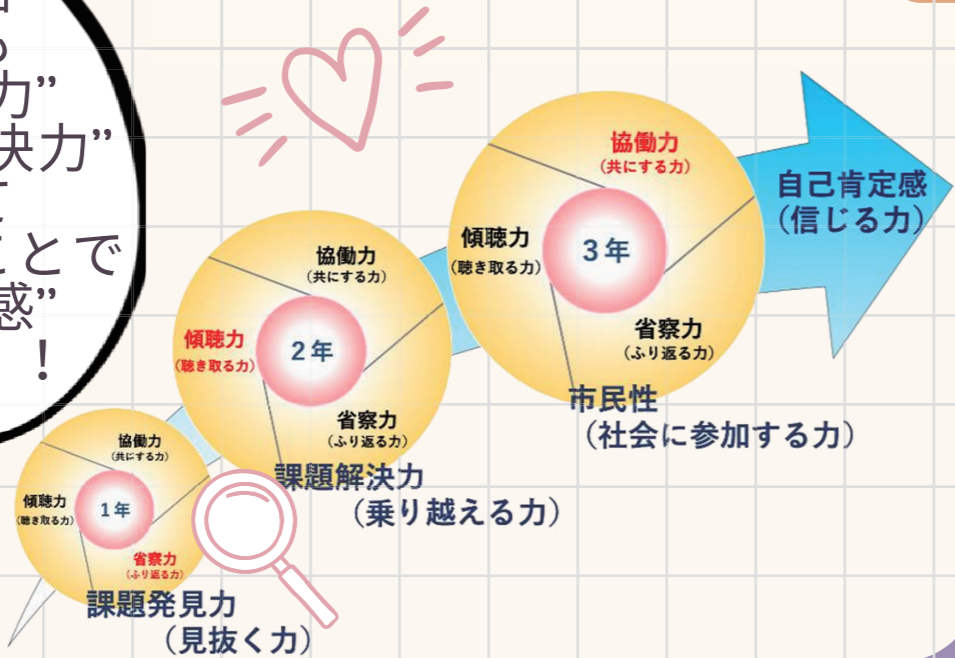 力”
決力”
ことで
感”
！
協働力
（共にする力）
傾聴力
（聴き取る力）
3年
省察力
（ふり返る力）
自己肯定感
（信じる力）
市民性
（社会に参加する力）
協働力
（共にする力）
傾聴力
（聴き取る力）
2年
省察力
（ふり返る力）
課題解決力
（乗り越える力）
協働力
（共にする力）
傾聴力
（聴き取る力）
1年
省察力
（ふり返る力）
課題発見力
（見抜く力）